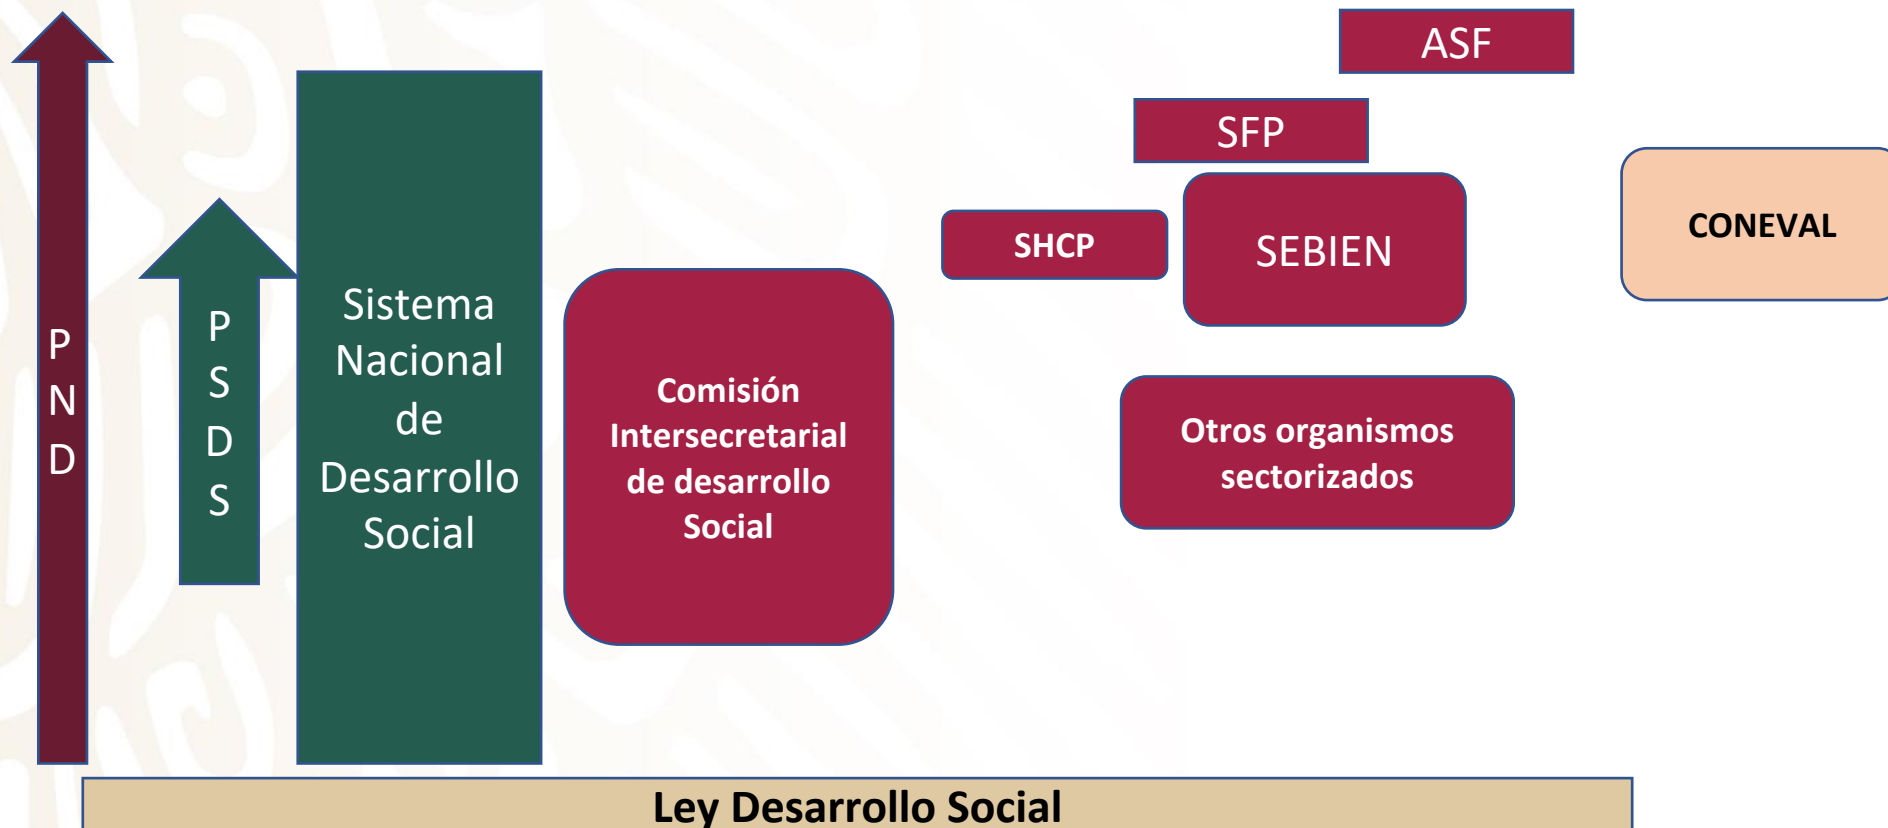 P
N
D
P
S
D
S
Sistema
Nacional
de
Desarrollo
Social
Comisión
Intersecretarial
de desarrollo
Social
ASF
SFP
SHCP
SEBIEN
CONEVAL
Otros organismos
sectorizados
Ley Desarrollo Social